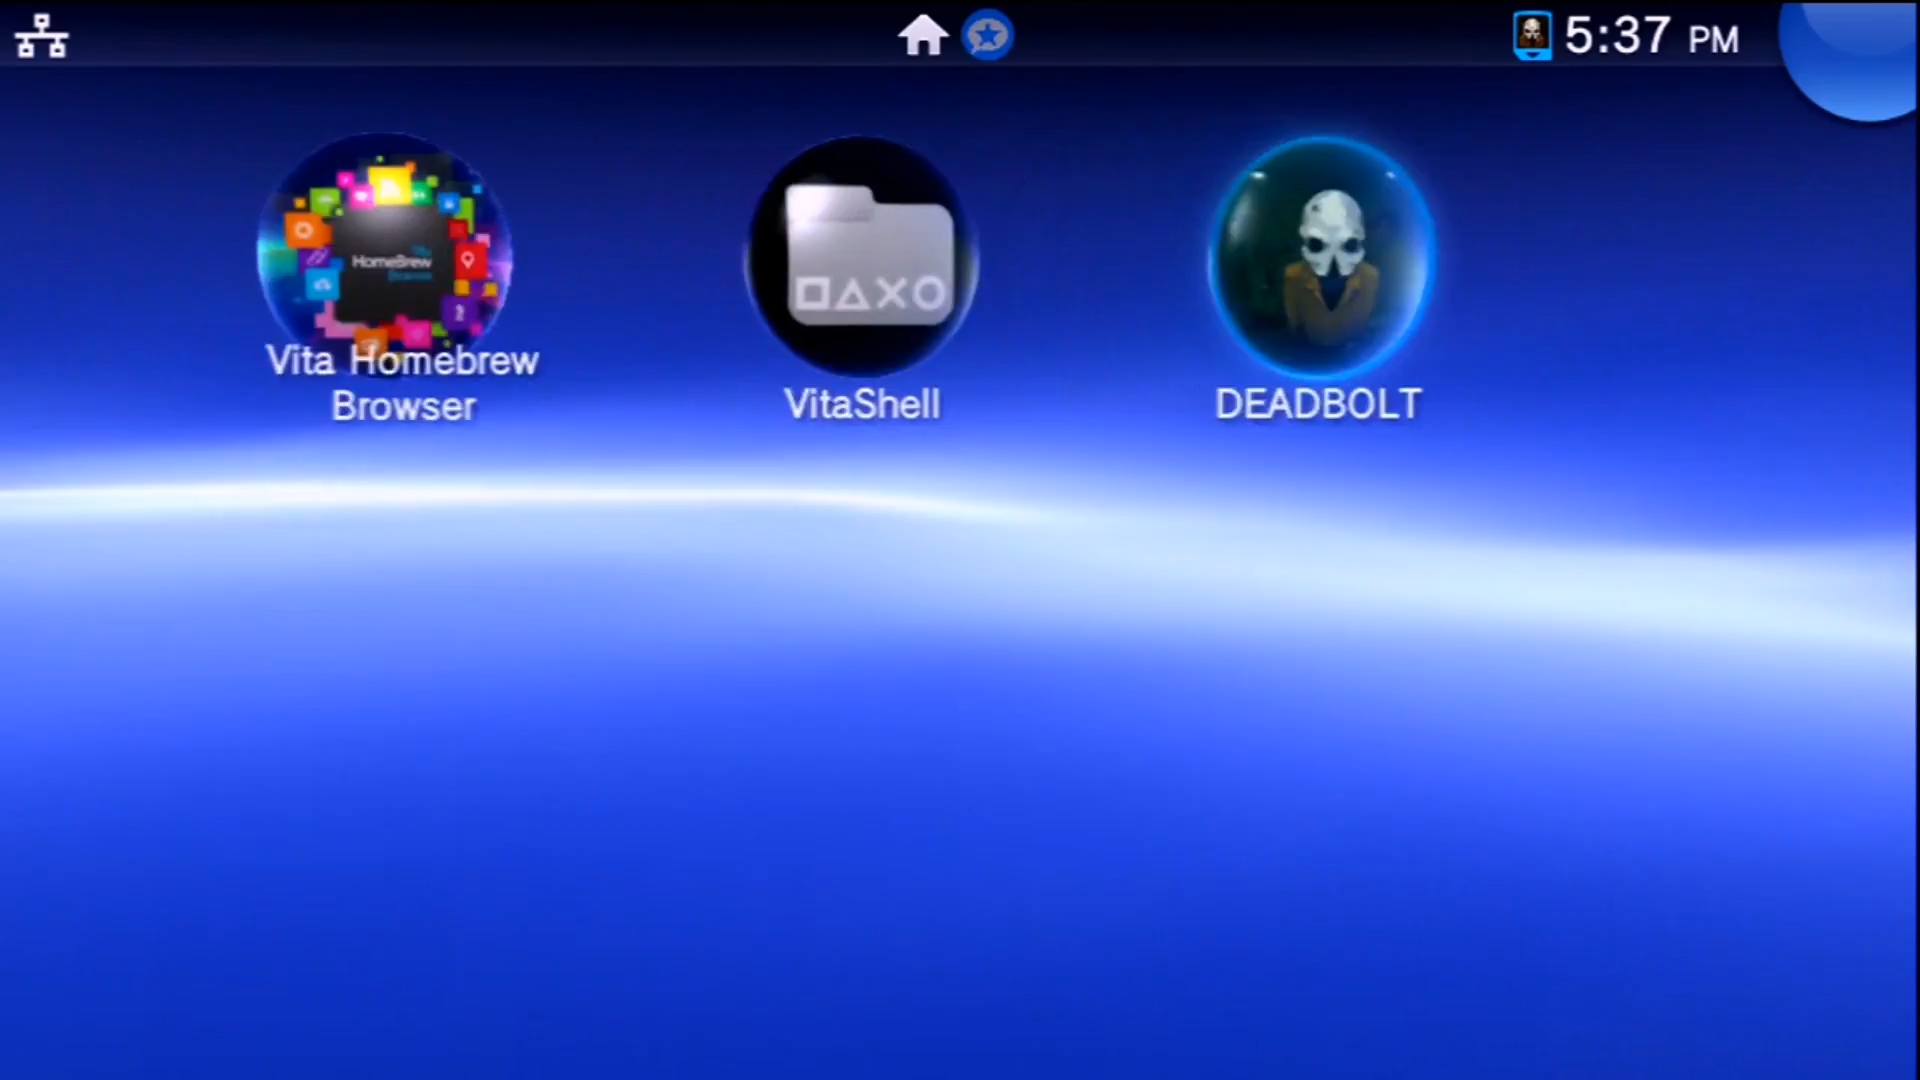 5:37 PM
HomeBrew
Vita Homebrew
Browser
VitaShell
DEADBOLT